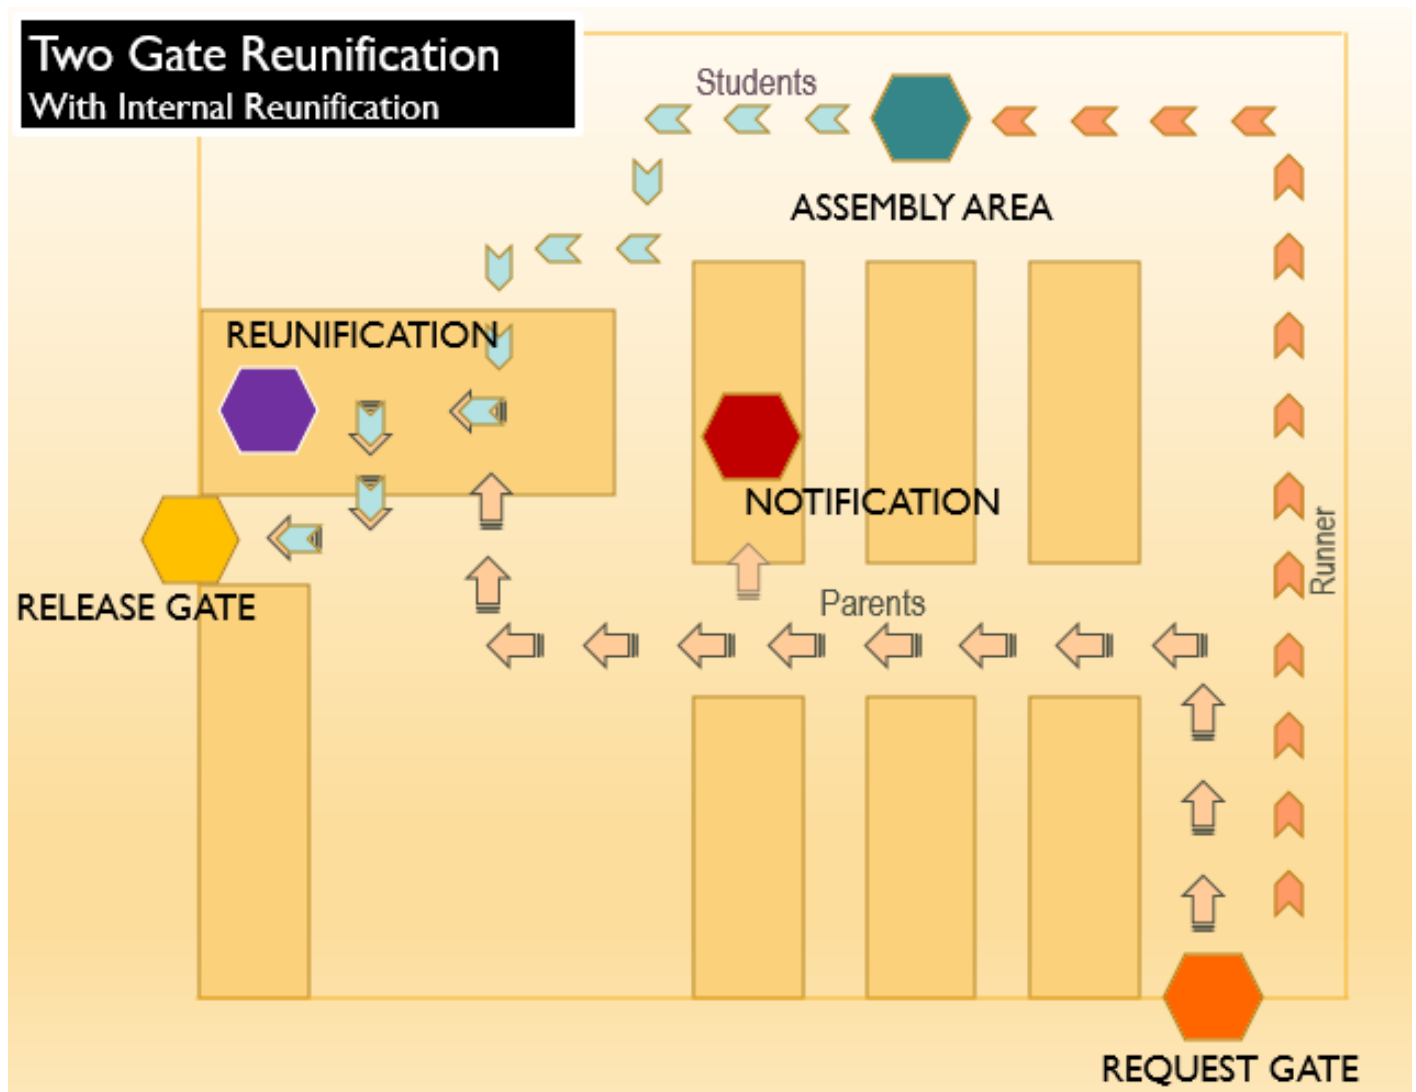 Two Gate Reunification
With Internal Reunification
Students
ASSEMBLY AREA
REUNIFICATION
NOTIFICATION
Runner
RELEASE GATE
Parents
REQUEST GATE